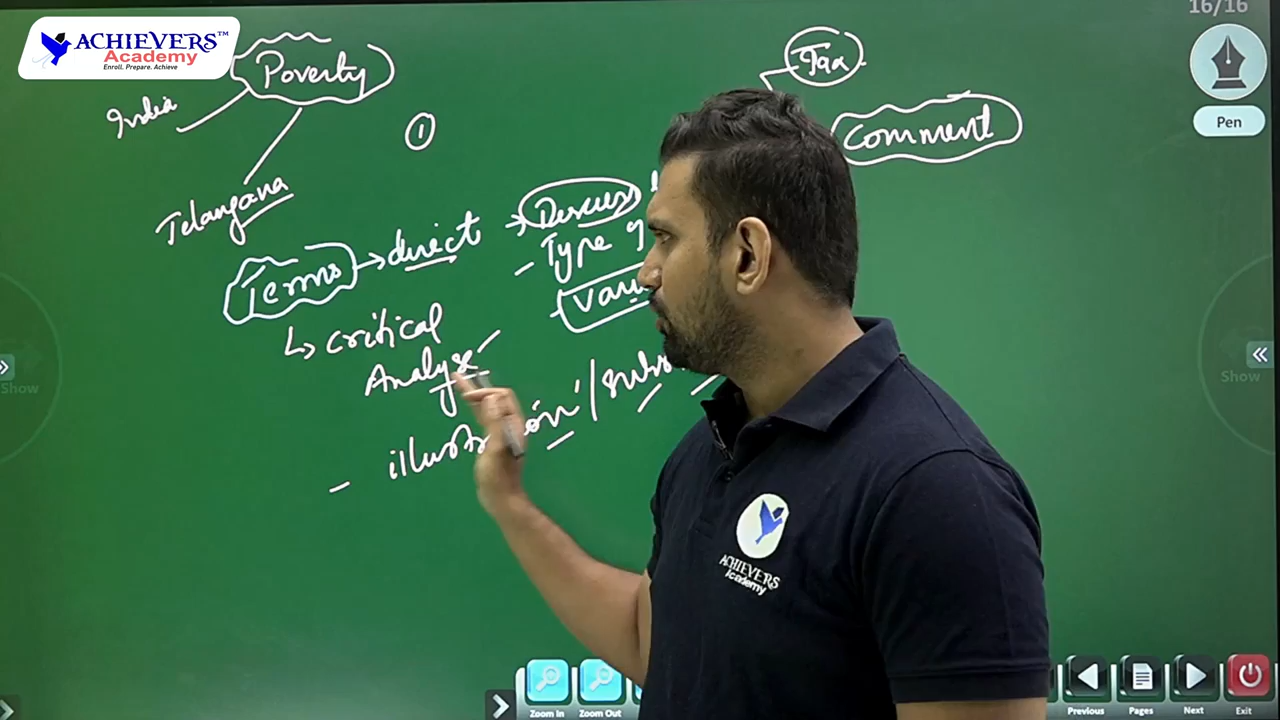 16/16
ACHIEVERS™
Academy
Enroll. Prepare. Achieve
Poverty
India
Telangana
①
Tax
comment
Pen
Terms → direct → Discuss
- Type
↳ critical
Analyse
- illustration /
Show
Show
ACHIEVERS
Academy
Zoom In
Zoom Out
Previous
Pages
Next
Exit